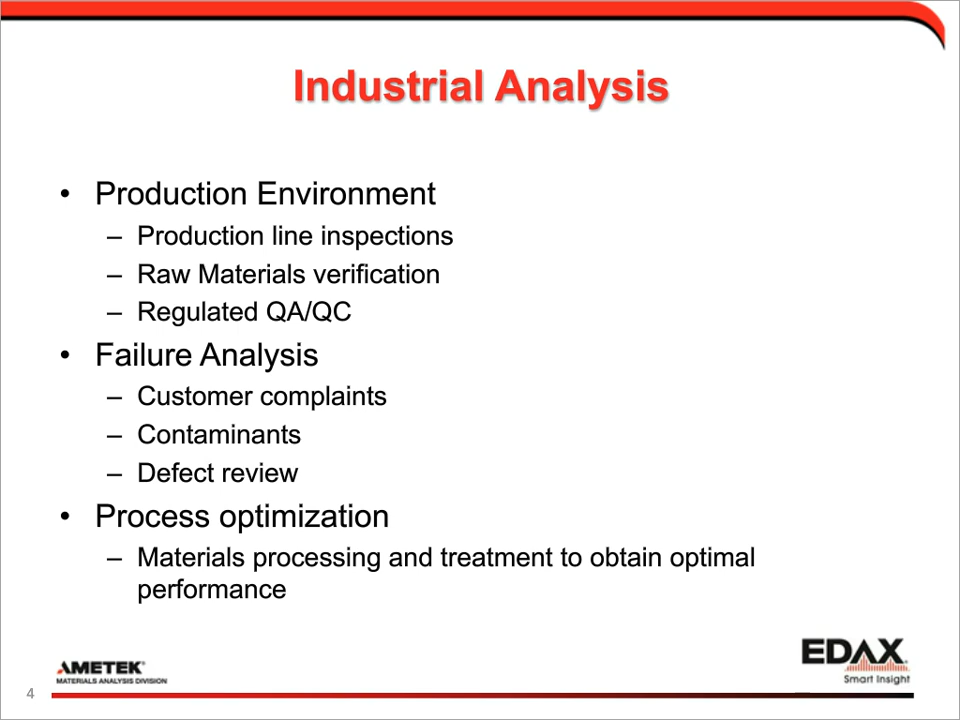 Industrial Analysis
• Production Environment
– Production line inspections
– Raw Materials verification
– Regulated QA/QC
• Failure Analysis
– Customer complaints
– Contaminants
– Defect review
• Process optimization
– Materials processing and treatment to obtain optimal
performance
AMETEK®
MATERIALS ANALYSIS DIVISION
EDAX
Smart Insight
4